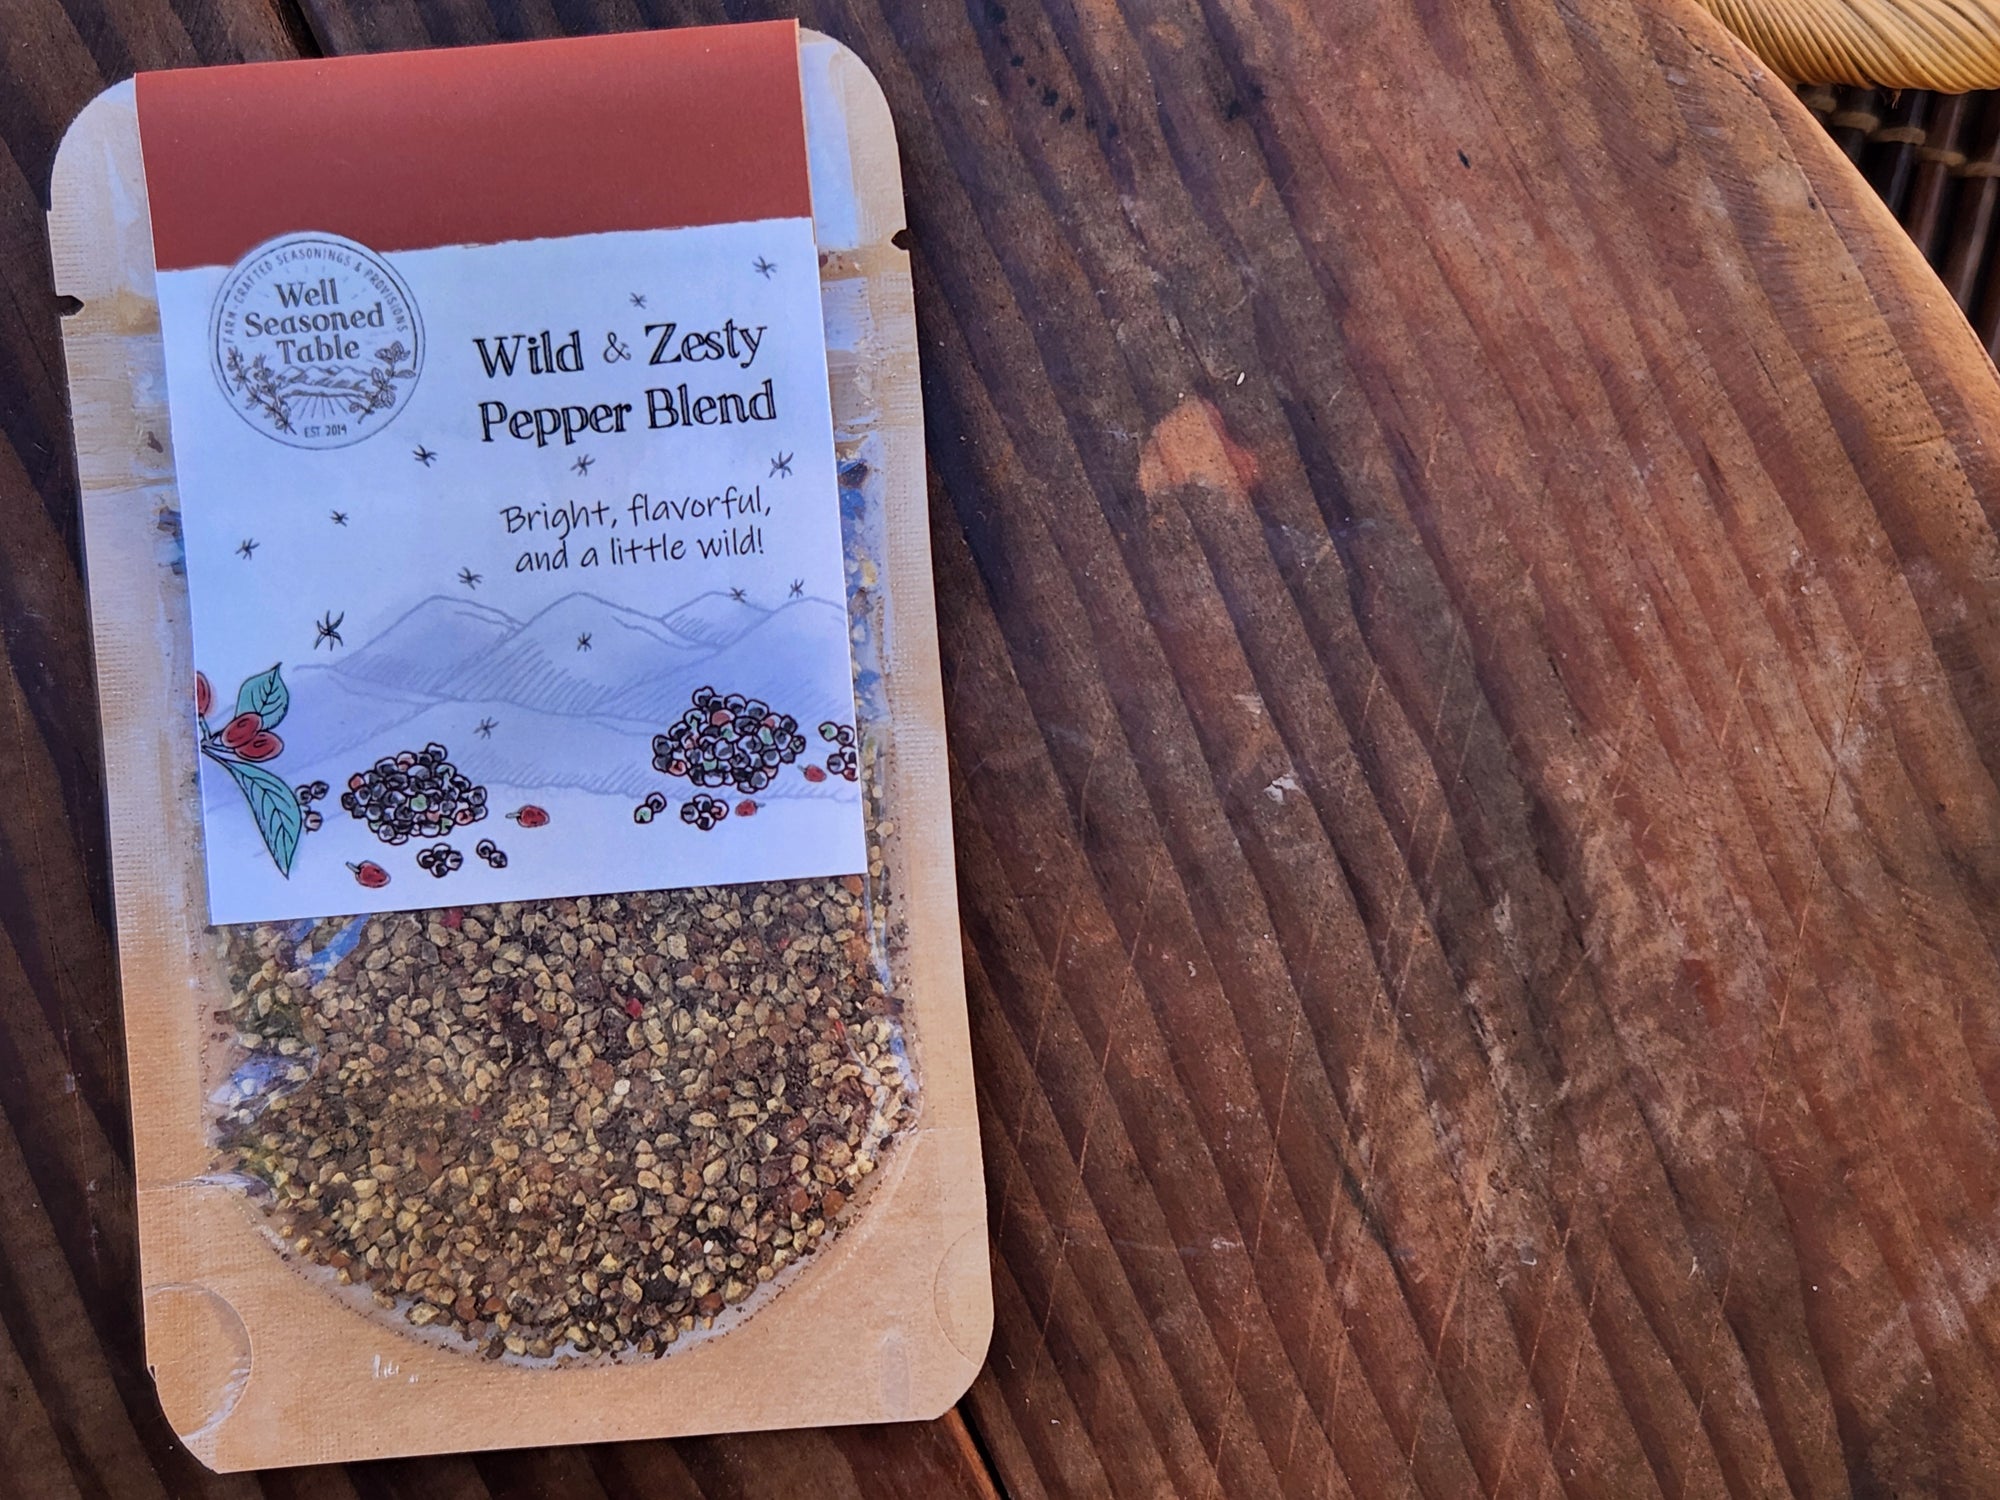 FARM-CRAFTED SEASONINGS & PROVISIONS
Well
Seasoned
Table
EST. 2014
Wild & Zesty
Pepper Blend
Bright, flavorful,
and a little wild!